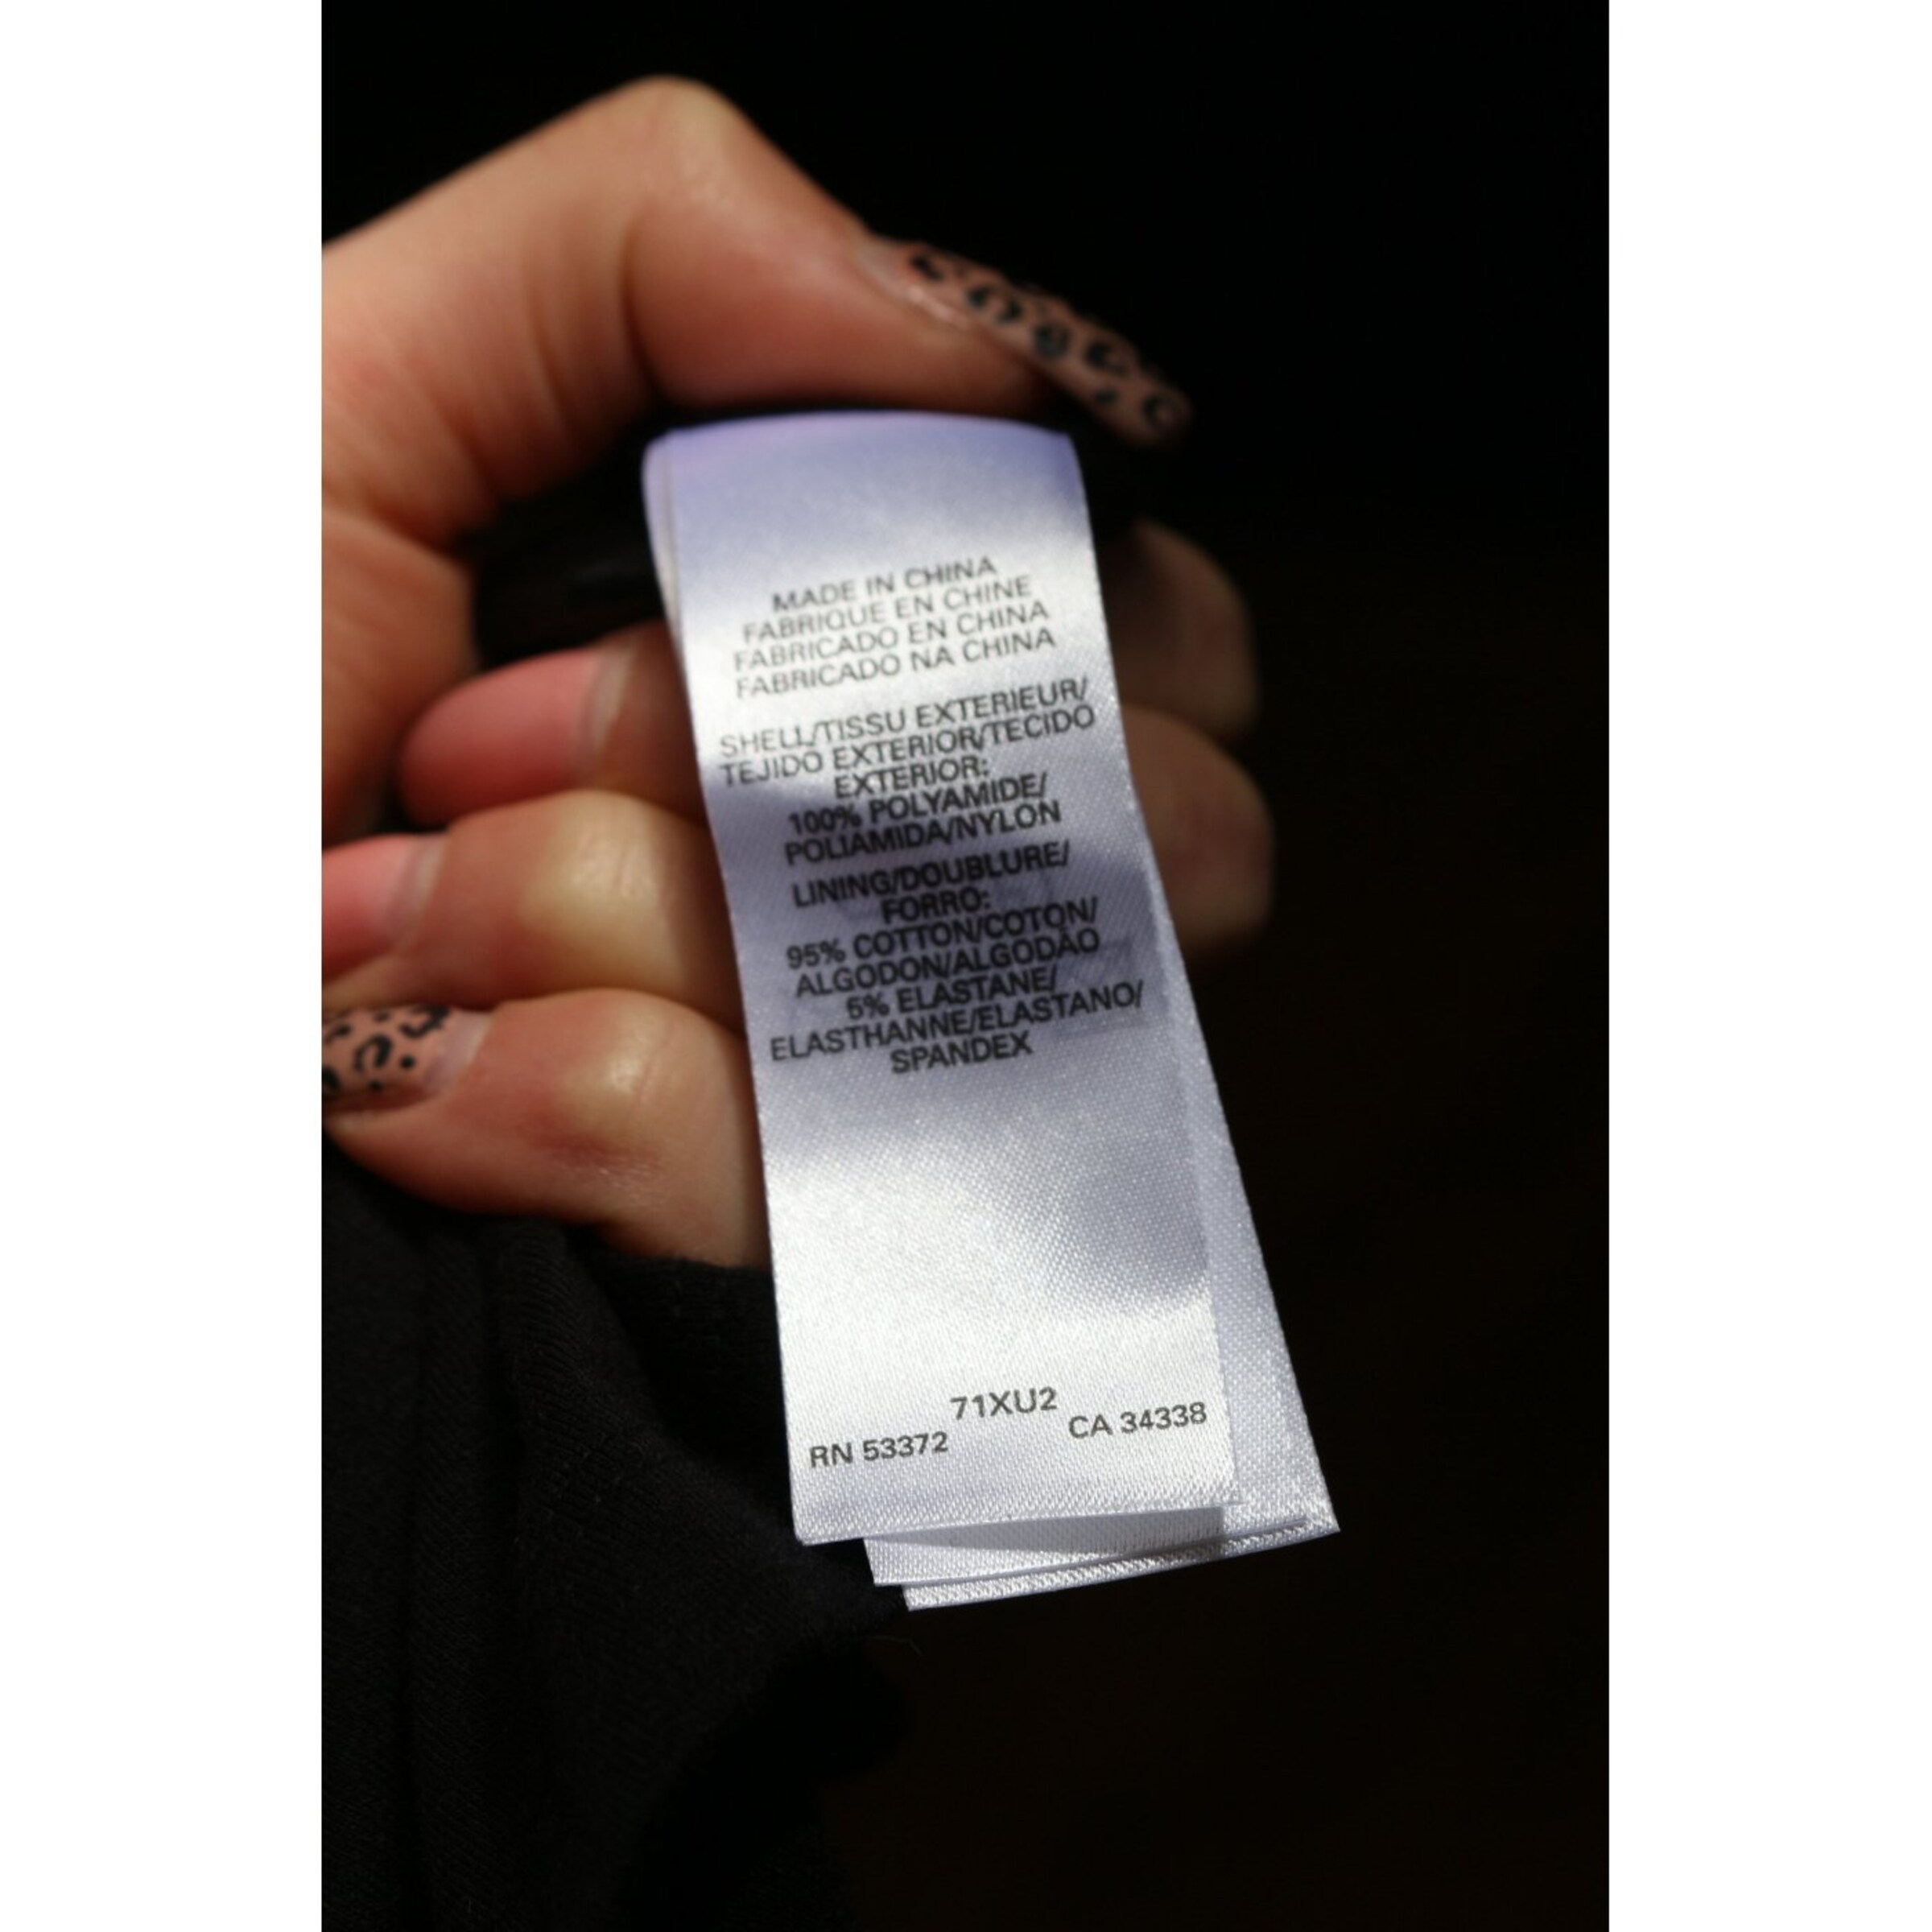 MADE IN CHINA
FABRIQUE EN CHINE
FABRICADO EN CHINA
FABRICADO NA CHINA
SHELL/TISSU EXTERIEUR/
TEJIDO EXTERIOR/TECIDO
EXTERIOR:
100% POLYAMIDE/
POLIAMIDA/NYLON
LINING/DOUBLURE/
FORRO:
95% COTTON/COTON/
ALGODON/ALGODÃO
5% ELASTANE/
ELASTHANNE/ELASTANO/
SPANDEX
71XU2
RN 53372 CA 34338